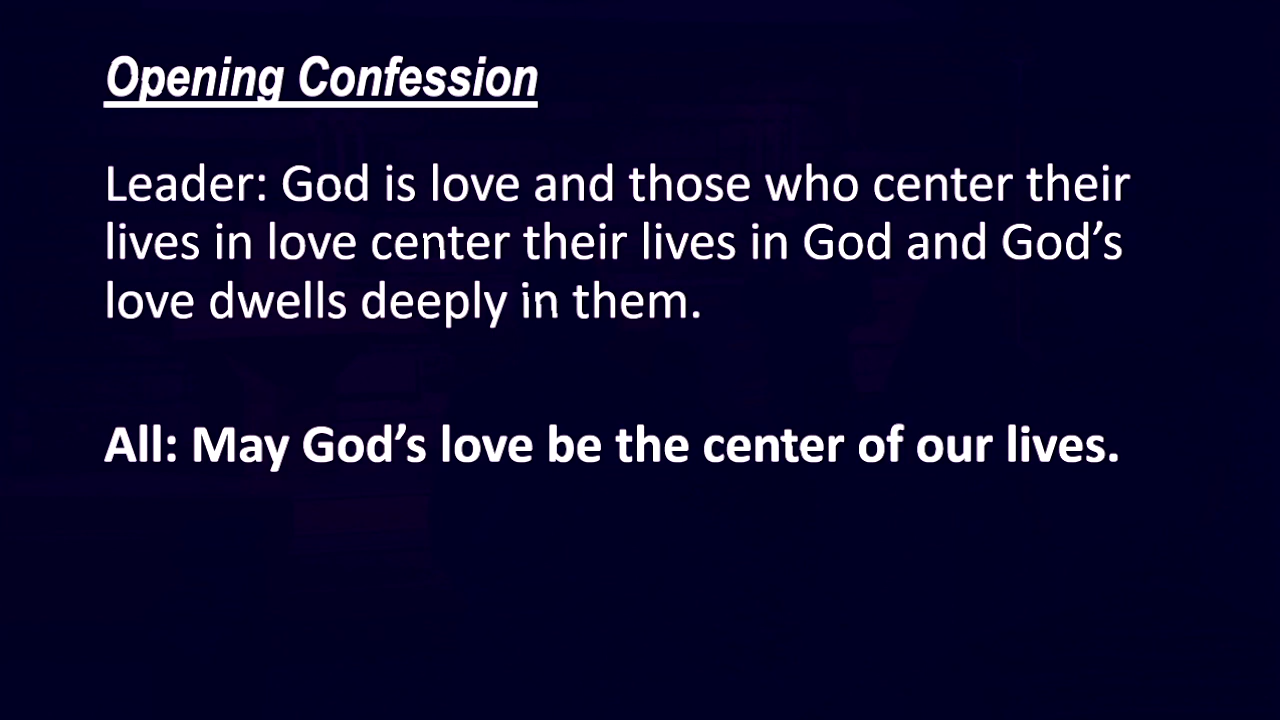 Opening Confession
Leader: God is love and those who center their
lives in love center their lives in God and God’s
love dwells deeply in them.
All: May God’s love be the center of our lives.